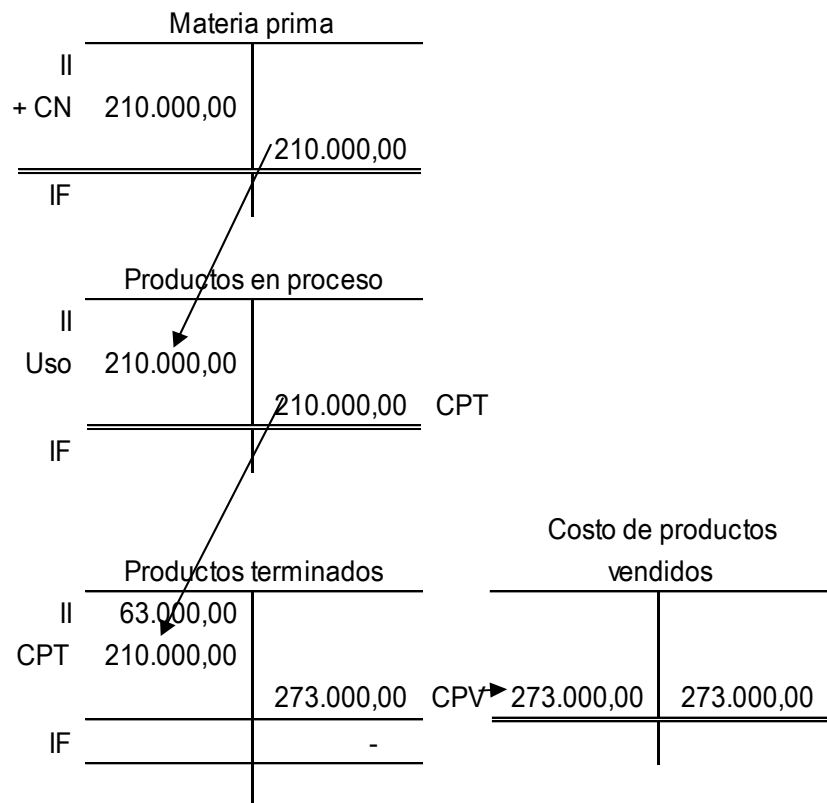 Materia prima
II
+ CN 210.000,00
210.000,00
IF
Productos en proceso
II
Uso 210.000,00
210.000,00 CPT
IF
Costo de productos
Productos terminados vendidos
II 63.000,00
CPT 210.000,00
273.000,00 CPV 273.000,00 273.000,00
IF -